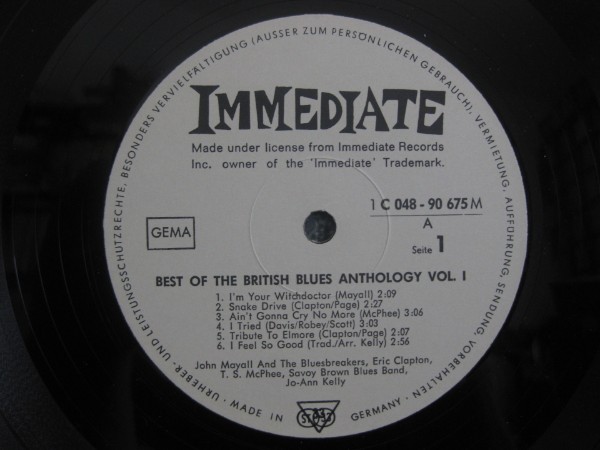 URHEBER- UND LEISTUNGSSCHUTZRECHTE, BESONDERS VERVIELFÄLTIGUNG (AUSSER ZUM PERSÖNLICHEN GEBRAUCH), VERMIETUNG, AUFFÜHRUNG, SENDUNG, VORBEHALTEN
IMMEDIATE
Made under license from Immediate Records
Inc. owner of the 'Immediate' Trademark.
1 C 048 - 90 675 M
A
GEMA
Seite 1
BEST OF THE BRITISH BLUES ANTHOLOGY VOL. I
1. I'm Your Witchdoctor (Mayall) 2:09
2. Snake Drive (Clapton/Page) 2:27
3. Ain't Gonna Cry No More (McPhee) 3:06
4. I Tried (Davis/Robey/Scott) 3:03
5. Tribute To Elmore (Clapton/Page) 2:07
6. I Feel So Good (Trad./Arr. Kelly) 2:56
John Mayall And The Bluesbreakers, Eric Clapton,
T. S. McPhee, Savoy Brown Blues Band,
Jo-Ann Kelly
MADE IN GERMANY
33